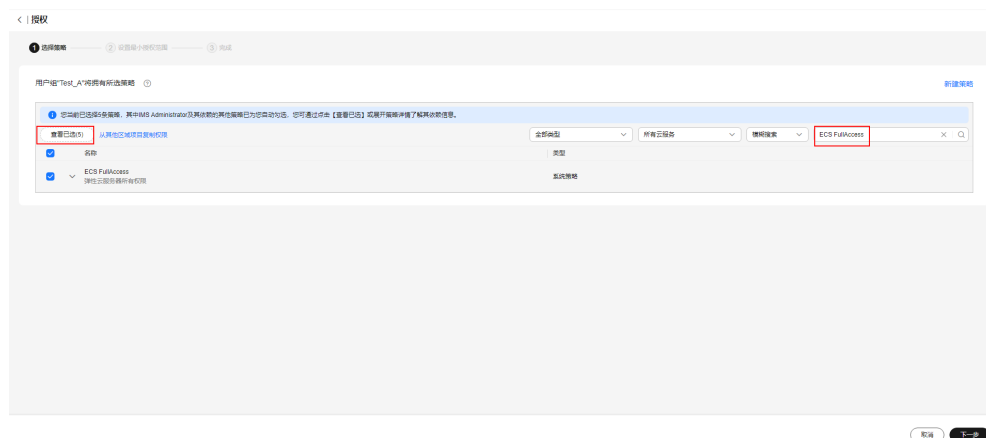 < | 授权
1 选择策略 2 设置最小授权范围 3 完成
用户组"Test_A"将拥有所选策略 ?
新建策略
您当前已选择5条策略，其中IMS Administrator及其依赖的其他策略已为您自动勾选，您可通过点击【查看已选】或展开策略详情了解其依赖信息。
查看已选(5) 从其他区域项目复制权限 全部类型 所有云服务 模糊搜索 ECS FullAccess
名称 类型
ECS FullAccess
弹性云服务器所有权限
系统策略
取消 下一步